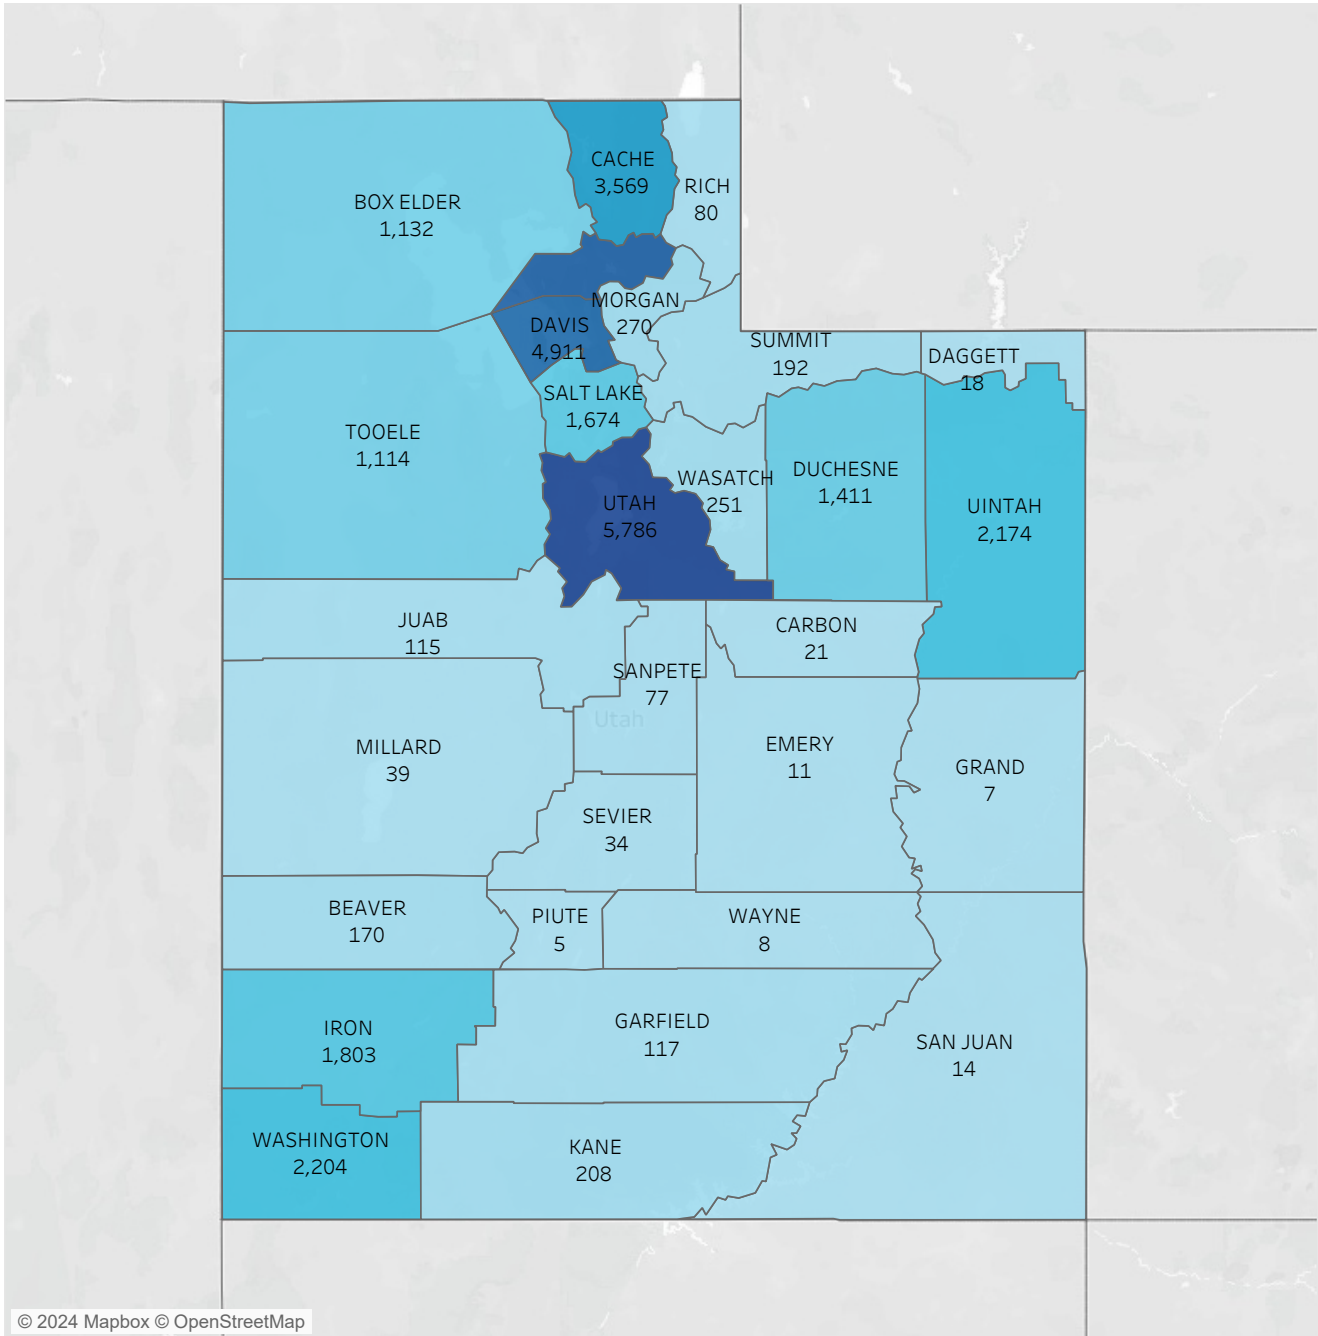 CACHE
3,569
RICH
80
BOX ELDER
1,132
MORGAN
270
DAVIS
4,911
SUMMIT
192
DAGGETT
18
SALT LAKE
1,674
TOOELE
1,114
DUCHESNE
1,411
WASATCH
251
UTAH
5,786
UINTAH
2,174
JUAB
115
CARBON
21
SANPETE
77
Utah
MILLARD
39
EMERY
11
GRAND
7
SEVIER
34
BEAVER
170
PIUTE
5
WAYNE
8
IRON
1,803
GARFIELD
117
SAN JUAN
14
WASHINGTON
2,204
KANE
208
© 2024 Mapbox © OpenStreetMap